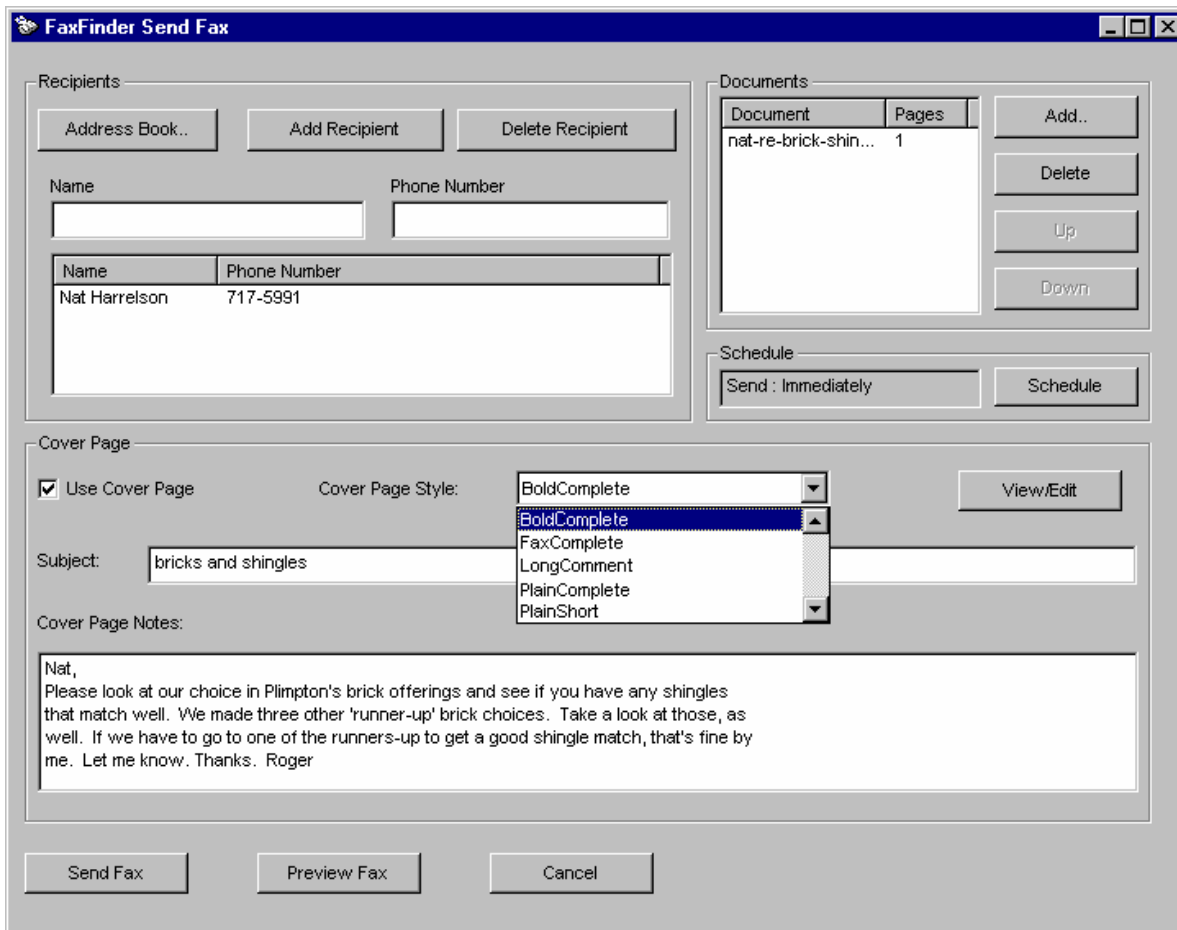 FaxFinder Send Fax
Recipients
Address Book..
Add Recipient
Delete Recipient
Name
Phone Number
Name
Phone Number
Nat Harrelson
717-5991
Documents
Document
Pages
nat-re-brick-shin...
1
Add..
Delete
Up
Down
Schedule
Send : Immediately
Schedule
Cover Page
Use Cover Page
Cover Page Style:
BoldComplete
View/Edit
BoldComplete
FaxComplete
LongComment
PlainComplete
PlainShort
Subject:
bricks and shingles
Cover Page Notes:
Nat,
Please look at our choice in Plimpton's brick offerings and see if you have any shingles
that match well.  We made three other 'runner-up' brick choices.  Take a look at those, as
well.  If we have to go to one of the runners-up to get a good shingle match, that's fine by
me.  Let me know. Thanks.  Roger
Send Fax
Preview Fax
Cancel